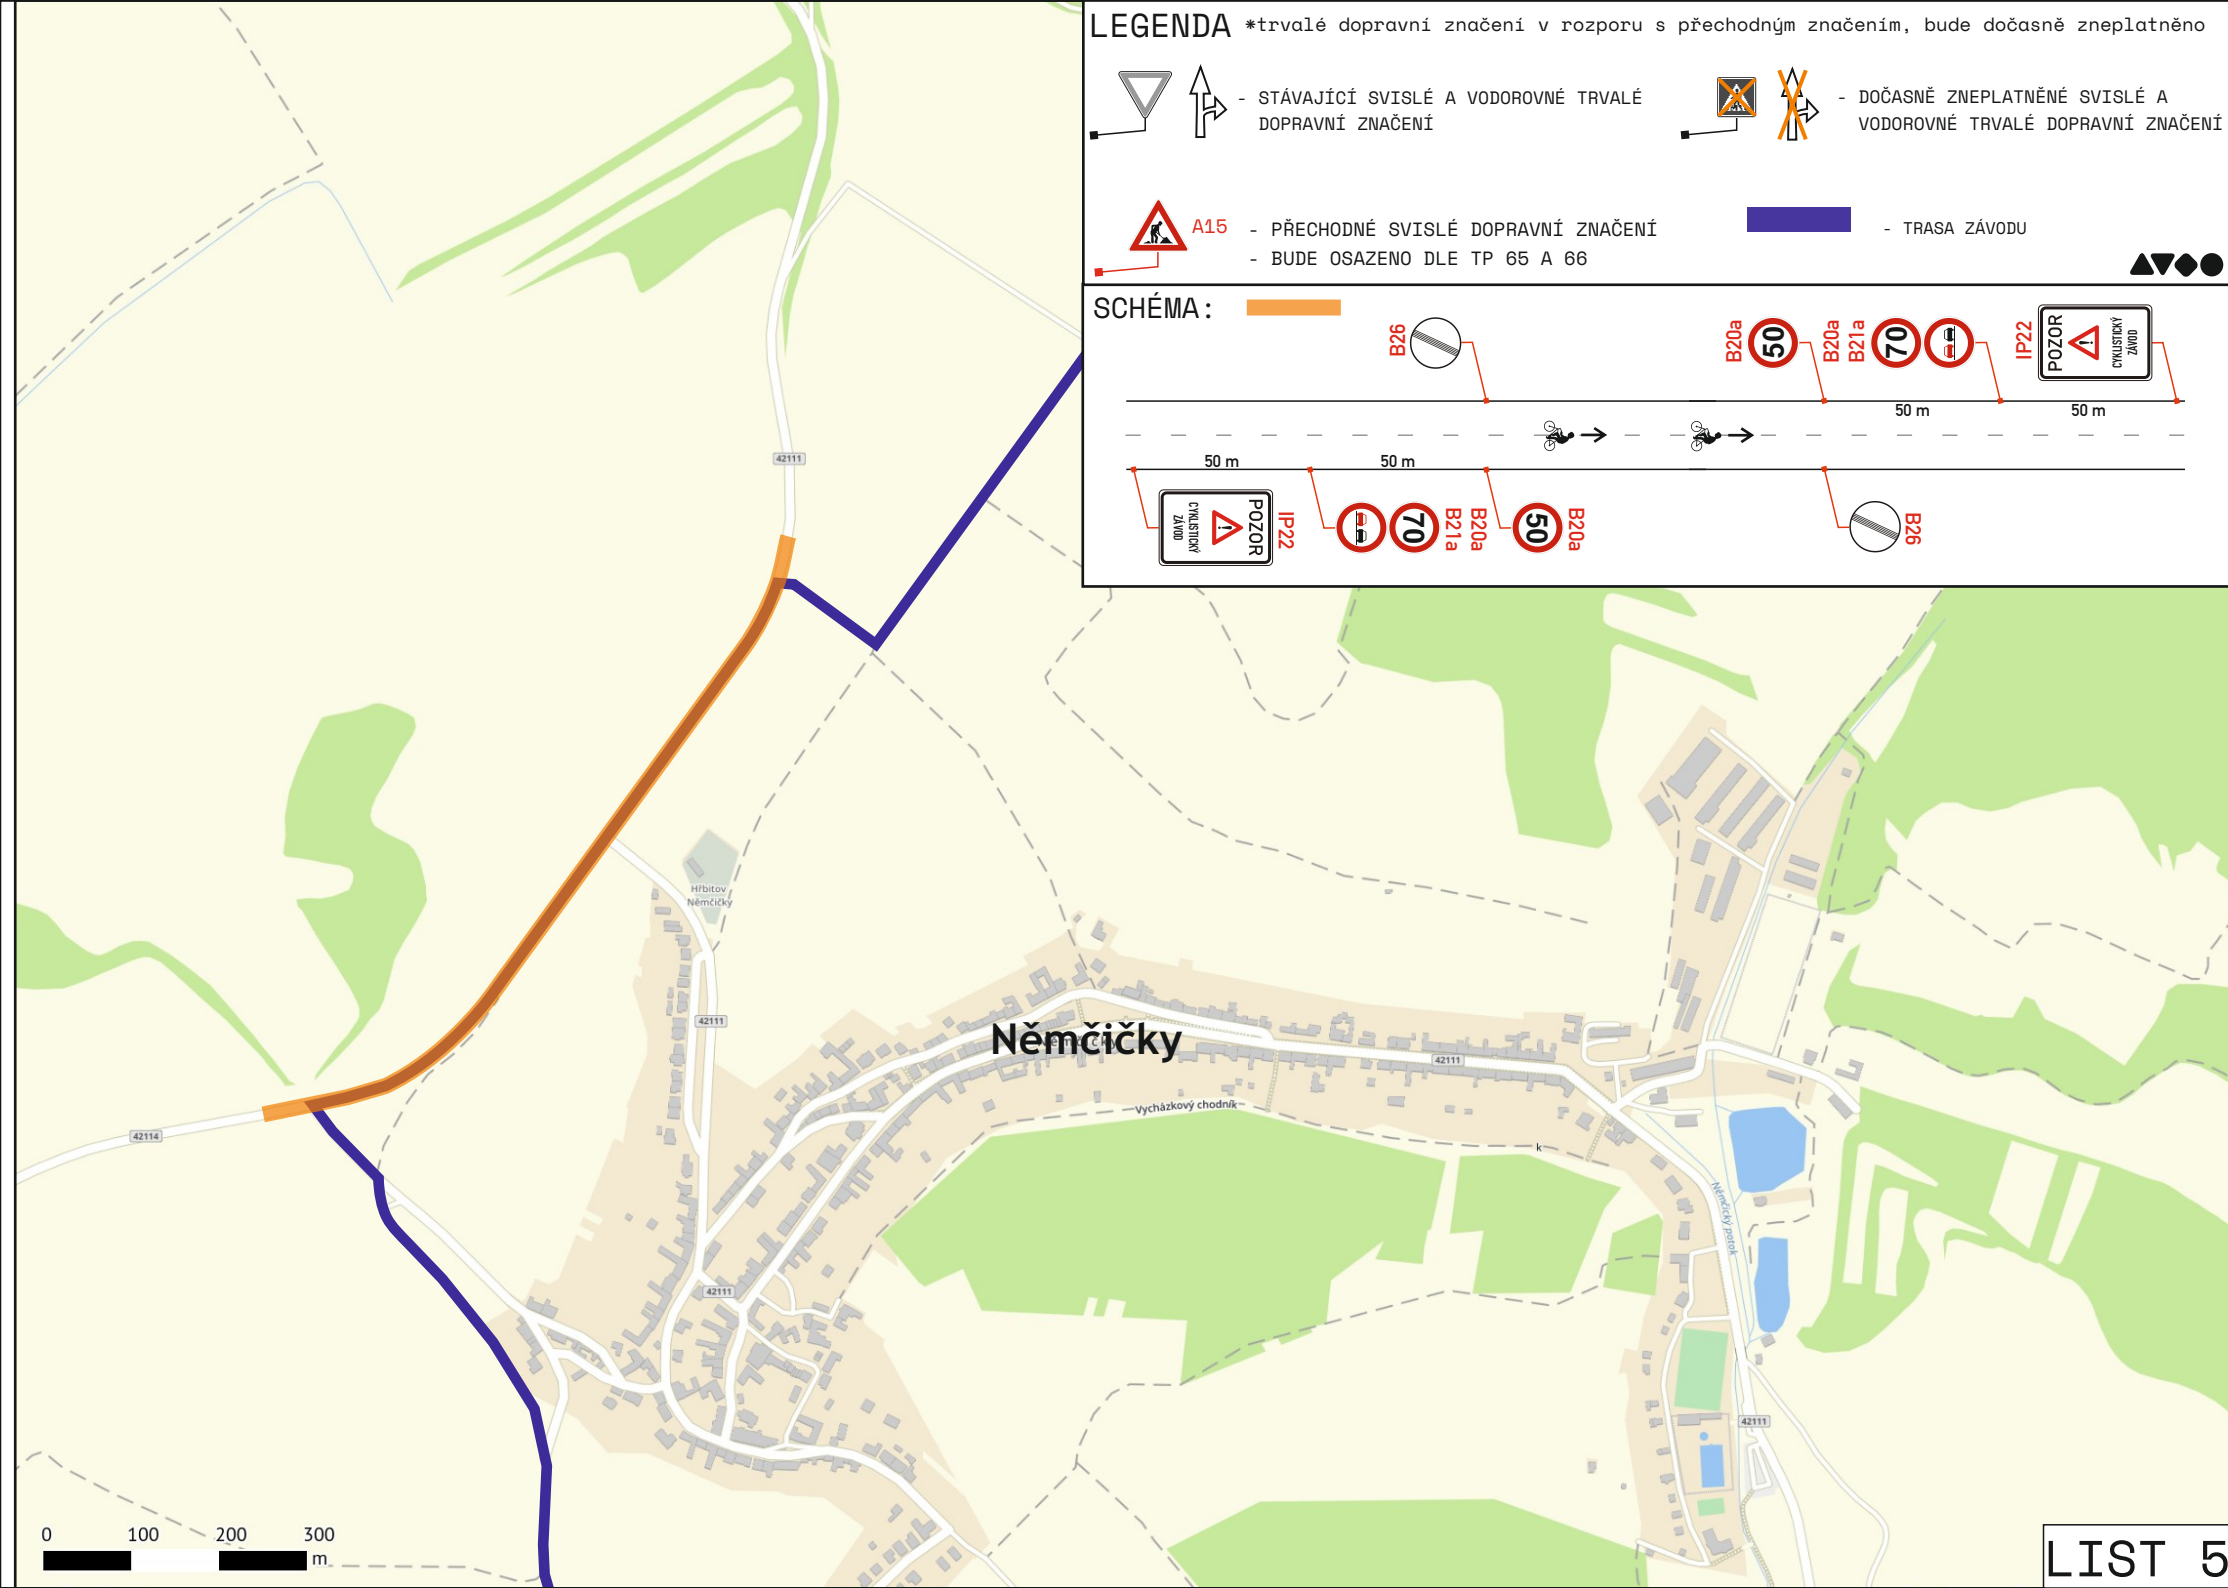 LEGENDA *trvalé dopravní značení v rozporu s přechodným značením, bude dočasně zneplatněno
- STÁVAJÍCÍ SVISLÉ A VODOROVNÉ TRVALÉ
DOPRAVNÍ ZNAČENÍ
- DOČASNĚ ZNEPLATNĚNÉ SVISLÉ A
VODOROVNÉ TRVALÉ DOPRAVNÍ ZNAČENÍ
A15 - PŘECHODNÉ SVISLÉ DOPRAVNÍ ZNAČENÍ
- BUDE OSAZENO DLE TP 65 A 66
- TRASA ZÁVODU
SCHÉMA:
B26
B20a
50
B20a
B21a
70
IP22
POZOR
CYKLISTICKÝ
ZÁVOD
50 m
50 m
50 m
50 m
POZOR
CYKLISTICKÝ
ZÁVOD
IP22
70
B21a
B20a
50
B20a
B26
42111
Hřbitov
Němčičky
42111
Němčičky
Němčičky
42111
Vycházkový chodník
k
42114
Němčický potok
42111
42111
0 100 200 300
m
LIST 5